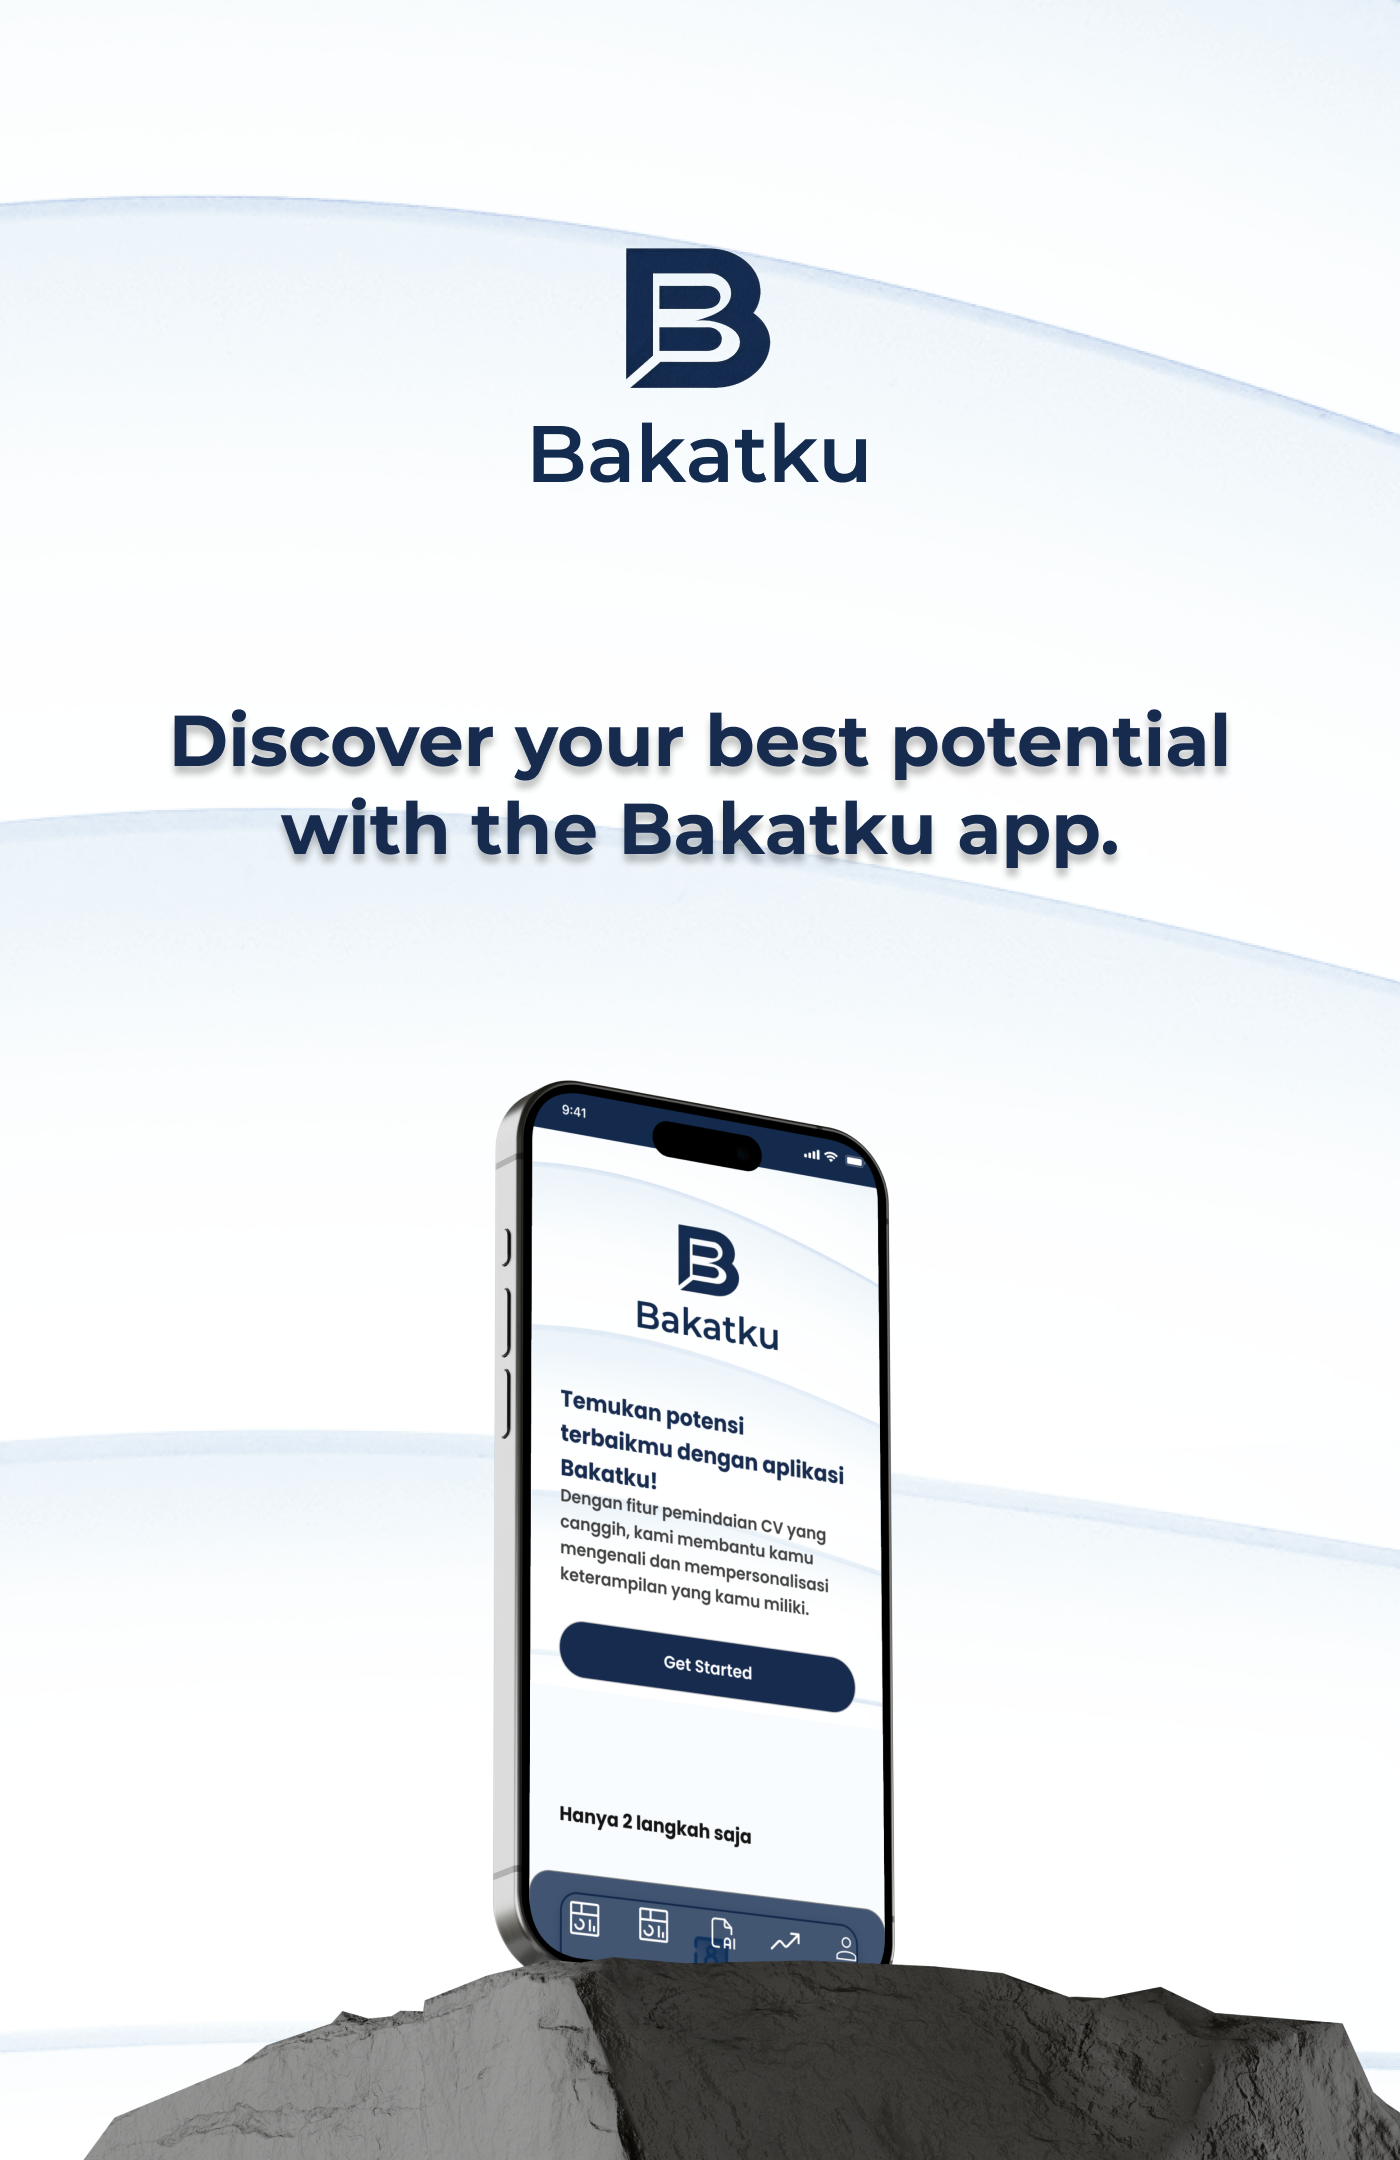 Bakatku
Discover your best potential
with the Bakatku app.
9:41
Bakatku
Temukan potensi
terbaikmu dengan aplikasi
Bakatku!
Dengan fitur pemindaian CV yang
canggih, kami membantu kamu
mengenali dan mempersonalisasi
keterampilan yang kamu miliki.
Get Started
Hanya 2 langkah saja
AI